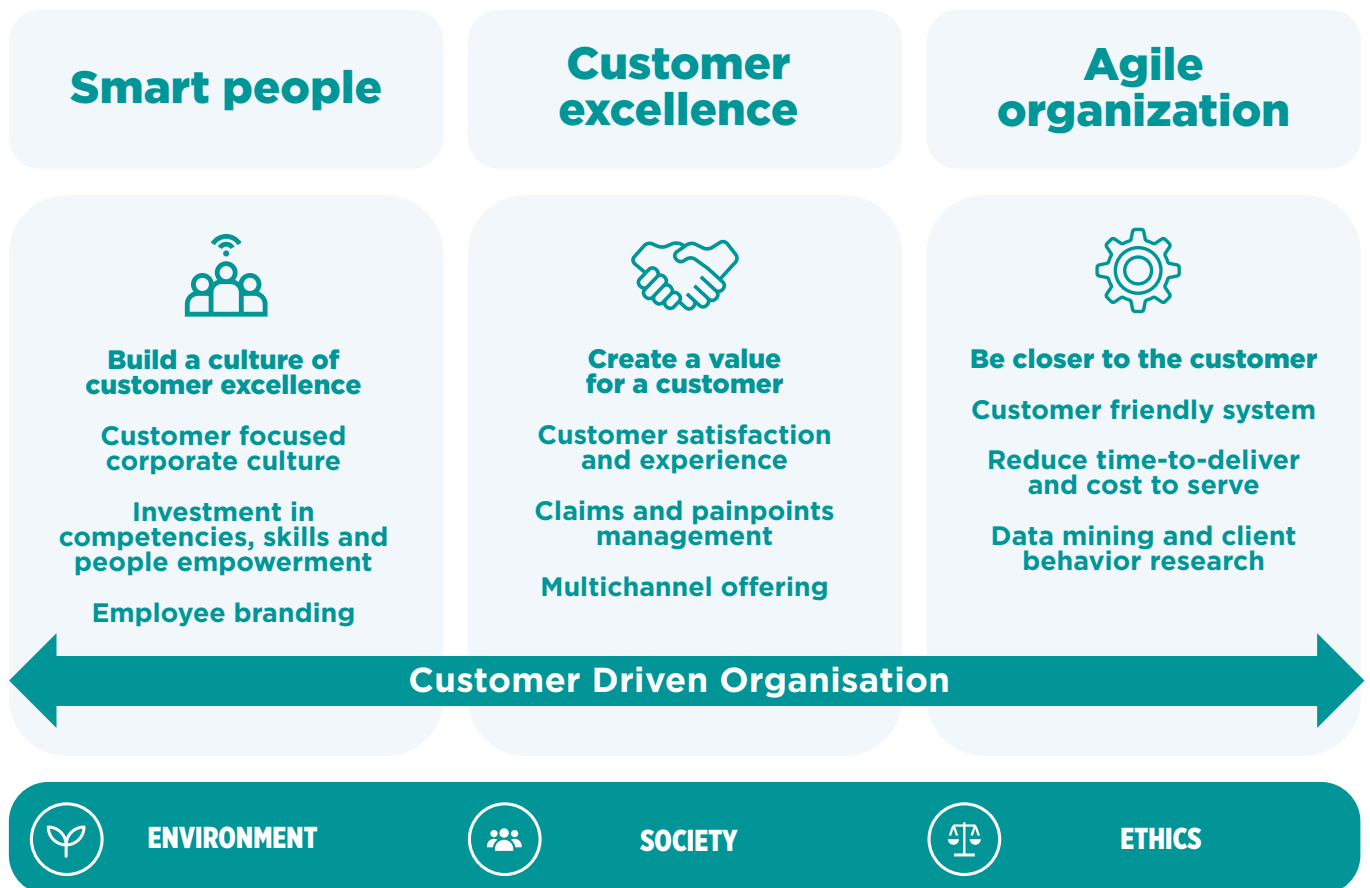 Smart people
Customer
excellence
Agile
organization
Build a culture of
customer excellence
Customer focused
corporate culture
Investment in
competencies, skills and
people empowerment
Employee branding
Create a value
for a customer
Customer satisfaction
and experience
Claims and painpoints
management
Multichannel offering
Be closer to the customer
Customer friendly system
Reduce time-to-deliver
and cost to serve
Data mining and client
behavior research
Customer Driven Organisation
ENVIRONMENT
SOCIETY
ETHICS